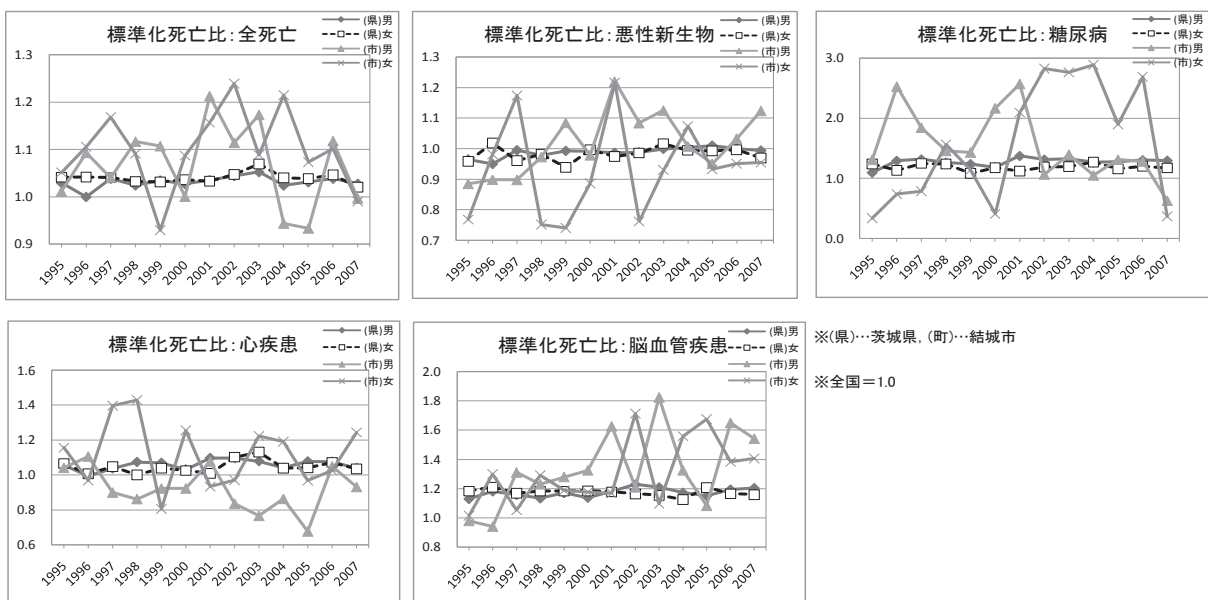 標準化死亡比：全死亡
(県)男
(県)女
(市)男
(市)女
1.3
1.2
1.1
1.0
0.9
1995 1996 1997 1998 1999 2000 2001 2002 2003 2004 2005 2006 2007
標準化死亡比：悪性新生物
(県)男
(県)女
(市)男
(市)女
1.3
1.2
1.1
1.0
0.9
0.8
0.7
1995 1996 1997 1998 1999 2000 2001 2002 2003 2004 2005 2006 2007
標準化死亡比：糖尿病
(県)男
(県)女
(市)男
(市)女
3.0
2.0
1.0
0.0
1995 1996 1997 1998 1999 2000 2001 2002 2003 2004 2005 2006 2007
標準化死亡比：心疾患
(県)男
(県)女
(市)男
(市)女
1.6
1.4
1.2
1.0
0.8
0.6
1995 1996 1997 1998 1999 2000 2001 2002 2003 2004 2005 2006 2007
標準化死亡比：脳血管疾患
(県)男
(県)女
(市)男
(市)女
2.0
1.8
1.6
1.4
1.2
1.0
0.8
1995 1996 1997 1998 1999 2000 2001 2002 2003 2004 2005 2006 2007
※(県)…茨城県，(町)…結城市
※全国＝1.0